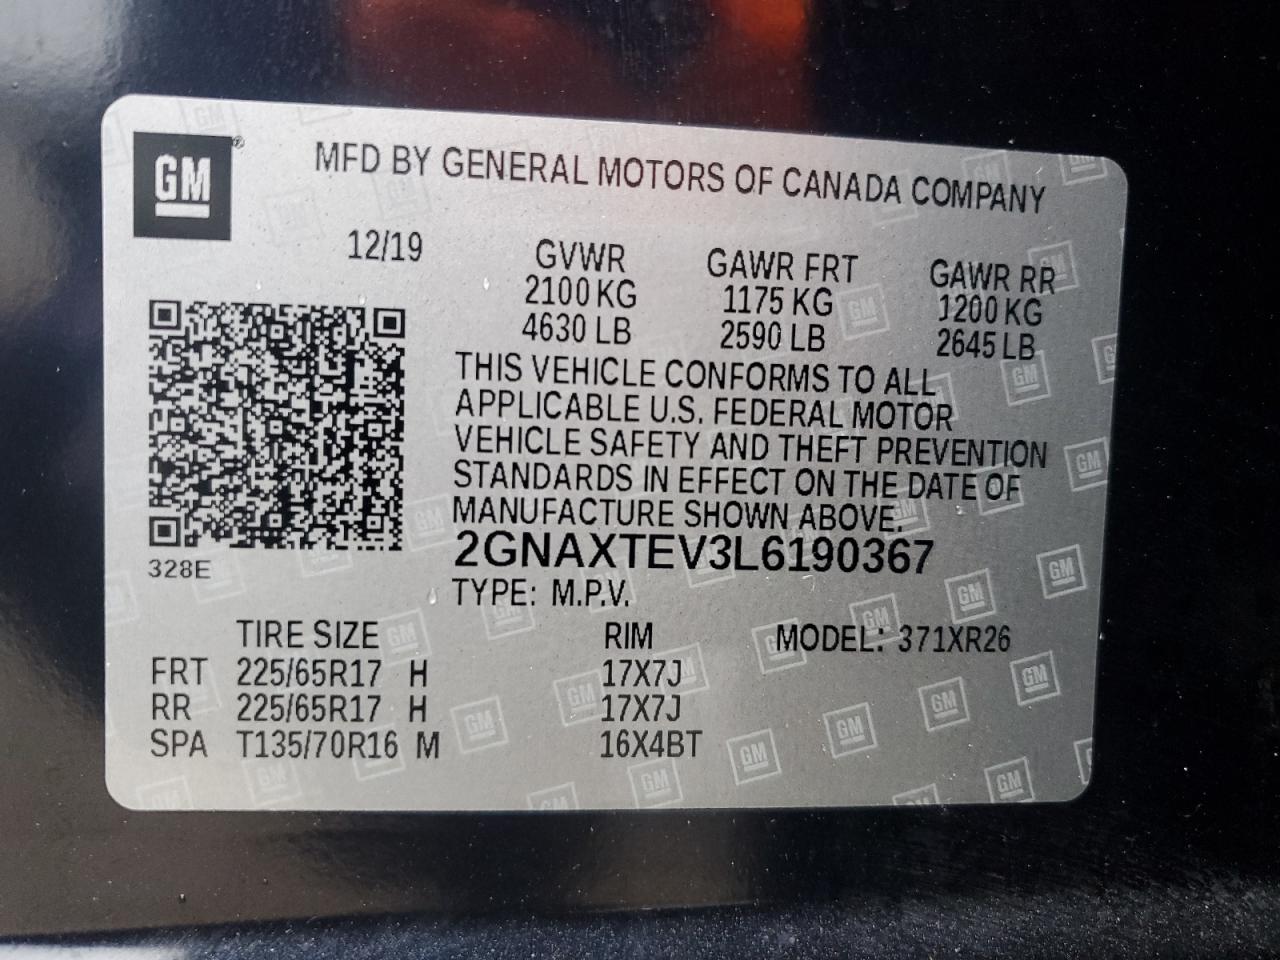 GM
MFD BY GENERAL MOTORS OF CANADA COMPANY
12/19
GVWR GAWR FRT GAWR RR
2100 KG 1175 KG 1200 KG
4630 LB 2590 LB 2645 LB
THIS VEHICLE CONFORMS TO ALL
APPLICABLE U.S. FEDERAL MOTOR
VEHICLE SAFETY AND THEFT PREVENTION
STANDARDS IN EFFECT ON THE DATE OF
MANUFACTURE SHOWN ABOVE.
2GNAXTEV3L6190367
328E
TYPE: M.P.V.
TIRE SIZE RIM MODEL: 371XR26
FRT 225/65R17 H 17X7J
RR 225/65R17 H 17X7J
SPA T135/70R16 M 16X4BT